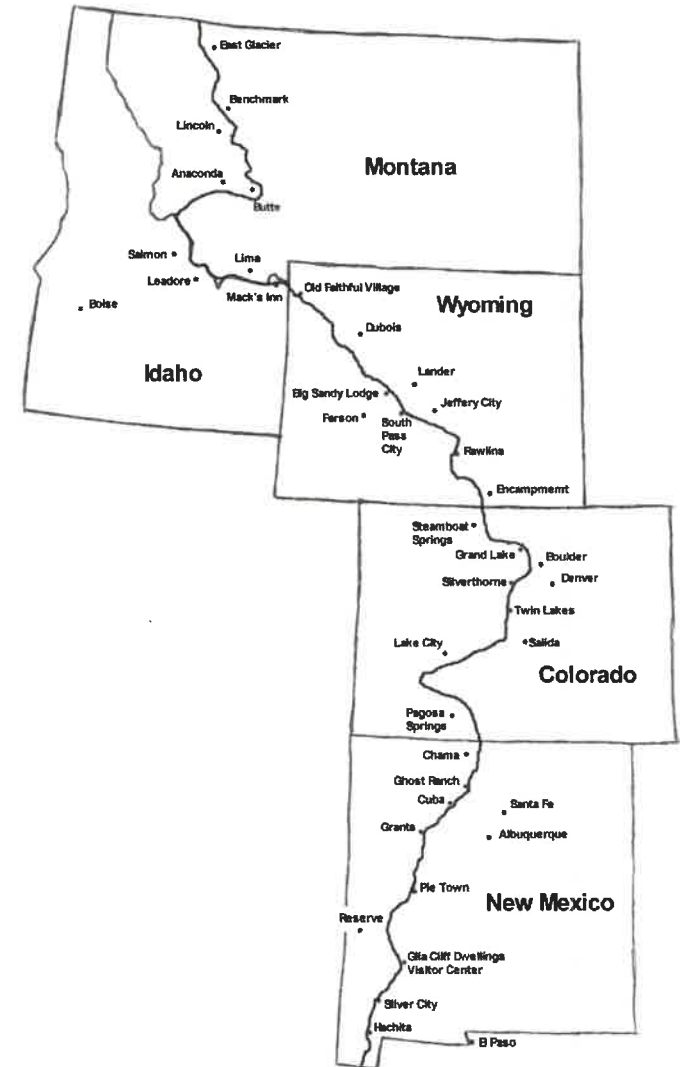 East Glacier
Benchmark
Lincoln
Montana
Anaconda
Butte
Salmon
Lima
Leadore
Mack's Inn
Old Faithful Village
Boise
Wyoming
Dubois
Idaho
Lander
Big Sandy Lodge
Jeffery City
Farson
South
Pass
City
Rawlins
Encampment
Steamboat
Springs
Grand Lake
Boulder
Silverthorne
Denver
Twin Lakes
Lake City
Salida
Colorado
Pagosa
Springs
Chama
Ghost Ranch
Cuba
Santa Fe
Grants
Albuquerque
Pie Town
New Mexico
Reserve
Gila Cliff Dwellings
Visitor Center
Silver City
Hachita
El Paso